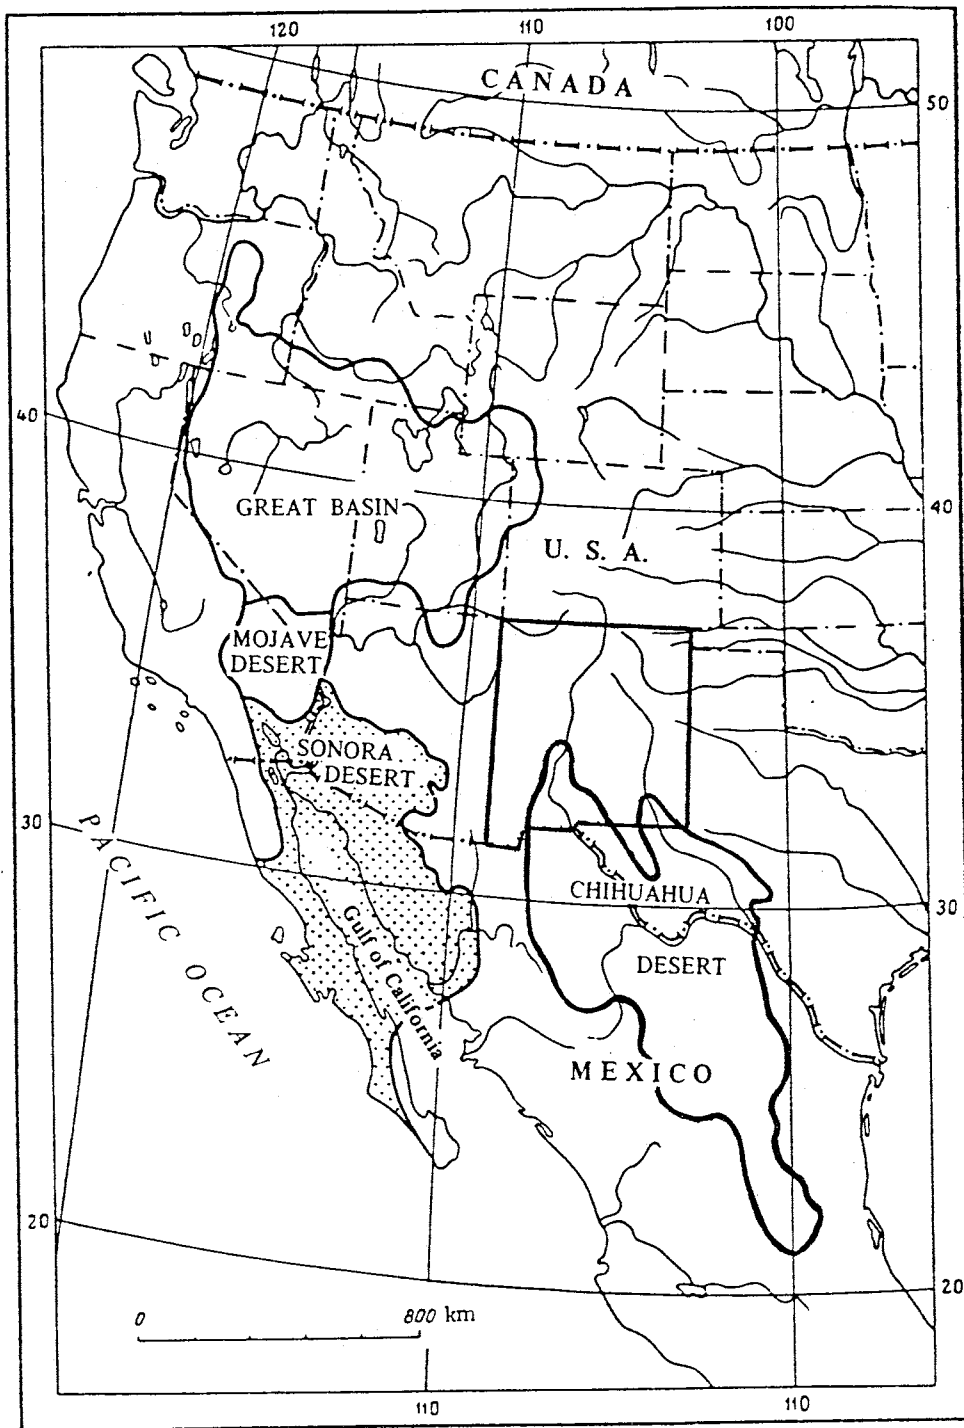 120 110 100
CANADA
50
40
GREAT BASIN
40
U. S. A.
MOJAVE
DESERT
SONORA
DESERT
30
PACIFIC OCEAN
CHIHUAHUA
30
Gulf of California
DESERT
MEXICO
20
20
0 800 km
110 110